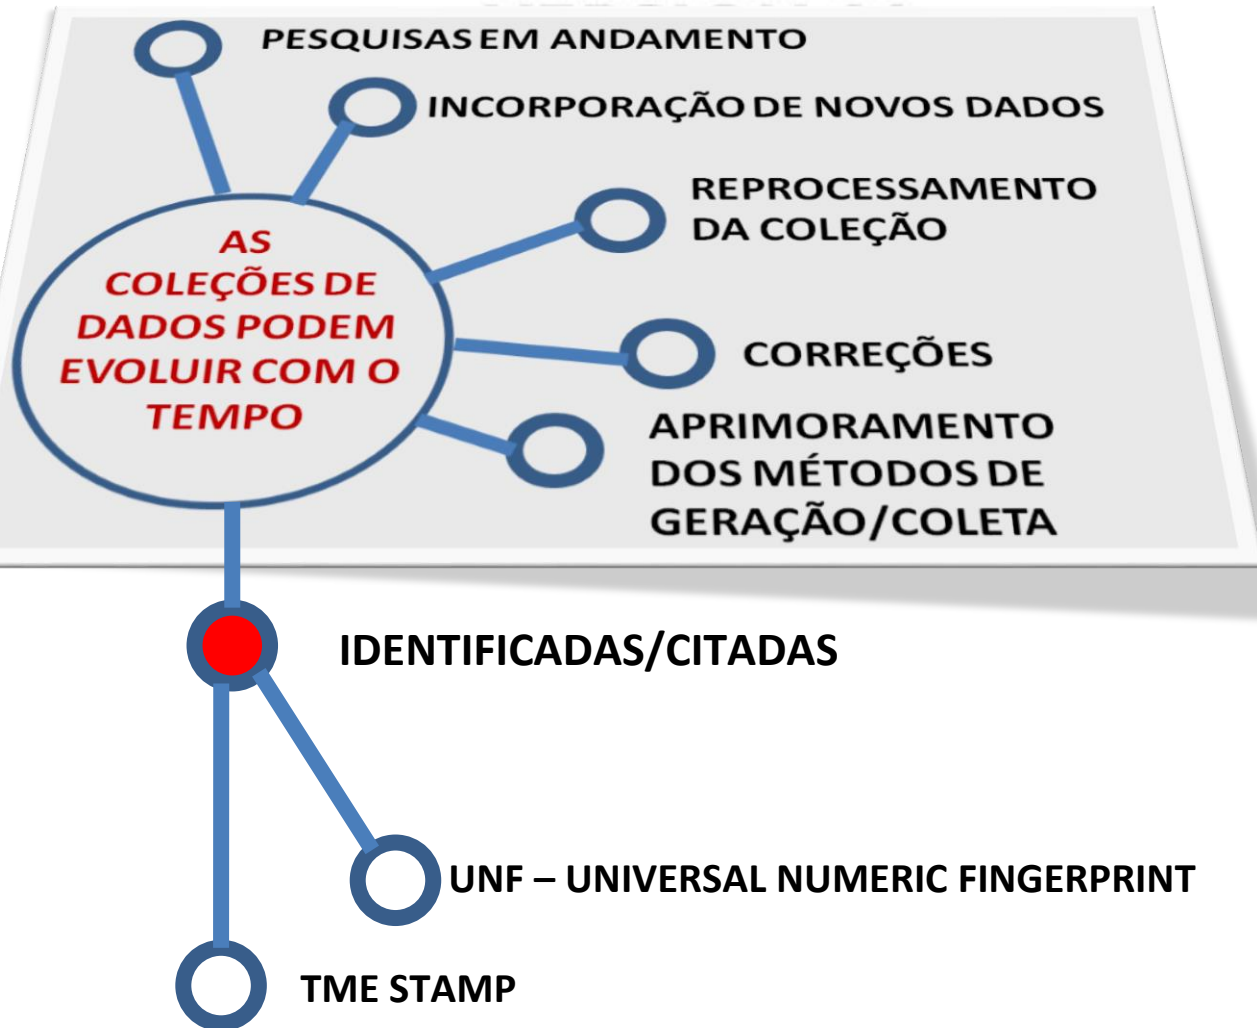 PESQUISAS EM ANDAMENTO
INCORPORAÇÃO DE NOVOS DADOS
REPROCESSAMENTO
DA COLEÇÃO
AS
COLEÇÕES DE
DADOS PODEM
EVOLUIR COM O
TEMPO
CORREÇÕES
APRIMORAMENTO
DOS MÉTODOS DE
GERAÇÃO/COLETA
IDENTIFICADAS/CITADAS
UNF – UNIVERSAL NUMERIC FINGERPRINT
TME STAMP